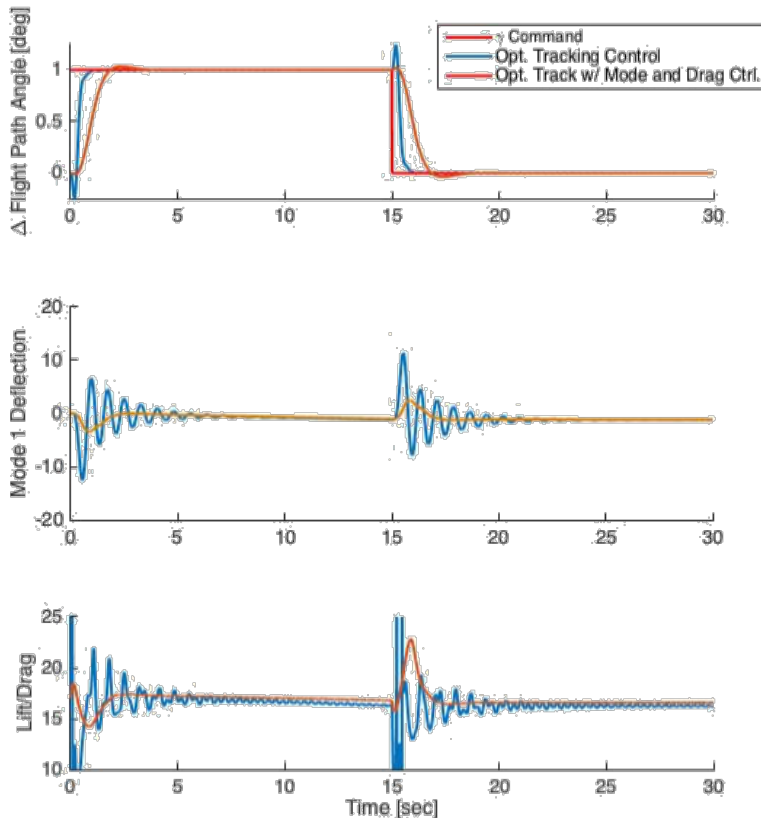 Δ Flight Path Angle [deg]
1
0.5
0
0 5 10 15 20 25 30
γ Command
Opt. Tracking Control
Opt. Track w/ Mode and Drag Ctrl.
Mode 1 Deflection
20
10
0
-10
-20
0 5 10 15 20 25 30
Lift/Drag
25
20
15
10
0 5 10 15 20 25 30
Time [sec]